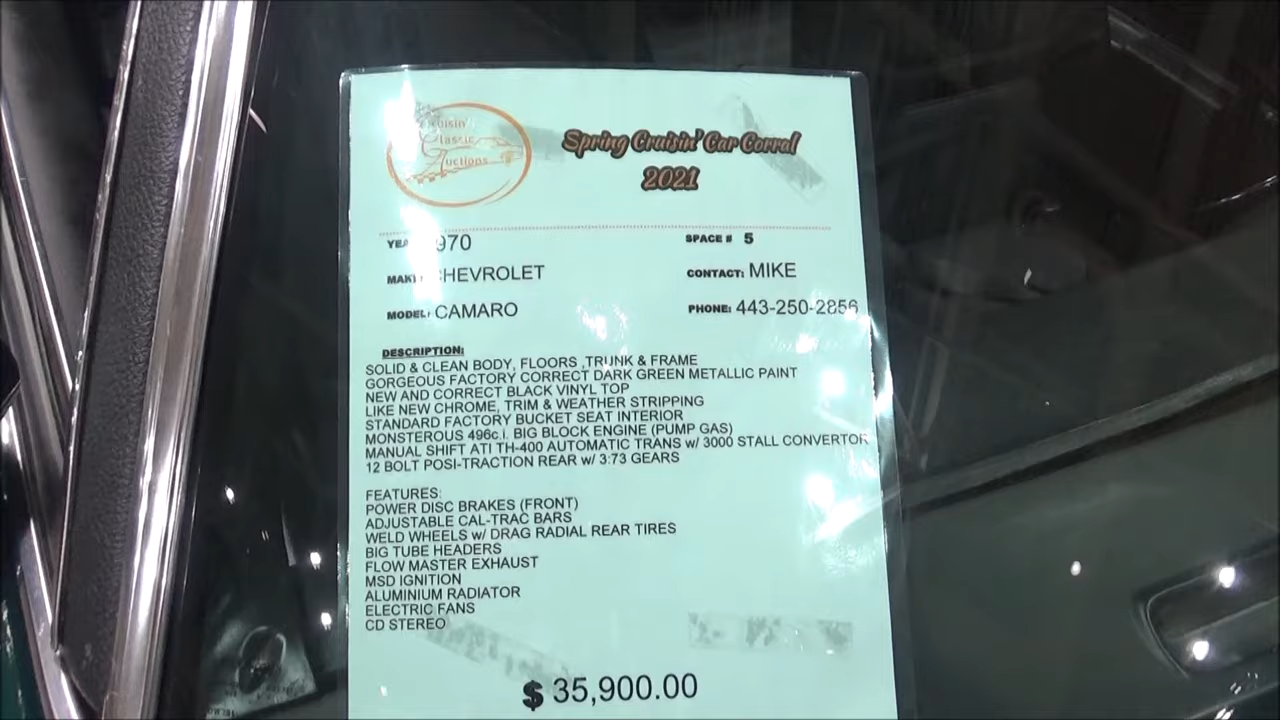 Classic
Auctions
Spring Cruisin' Car Corral
2021
970
SPACE # 5
CHEVROLET
CONTACT: MIKE
MODEL: CAMARO
PHONE: 443-250-2856
DESCRIPTION:
SOLID & CLEAN BODY, FLOORS ,TRUNK & FRAME
GORGEOUS FACTORY CORRECT DARK GREEN METALLIC PAINT
NEW AND CORRECT BLACK VINYL TOP
LIKE NEW CHROME, TRIM & WEATHER STRIPPING
STANDARD FACTORY BUCKET SEAT INTERIOR
MONSTEROUS 496c.i. BIG BLOCK ENGINE (PUMP GAS)
MANUAL SHIFT ATI TH-400 AUTOMATIC TRANS w/ 3000 STALL CONVERTOR
12 BOLT POSI-TRACTION REAR w/ 3:73 GEARS
FEATURES:
POWER DISC BRAKES (FRONT)
ADJUSTABLE CAL-TRAC BARS
WELD WHEELS w/ DRAG RADIAL REAR TIRES
BIG TUBE HEADERS
FLOW MASTER EXHAUST
MSD IGNITION
ALUMINIUM RADIATOR
ELECTRIC FANS
CD STEREO
$ 35,900.00